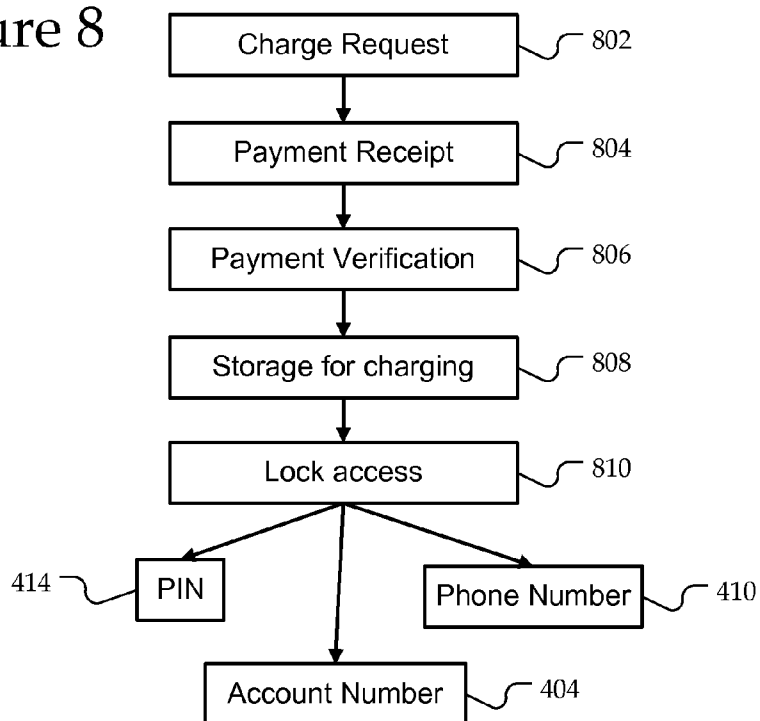 ure 8
Charge Request 802
Payment Receipt 804
Payment Verification 806
Storage for charging 808
Lock access 810
414 PIN
Phone Number 410
Account Number 404